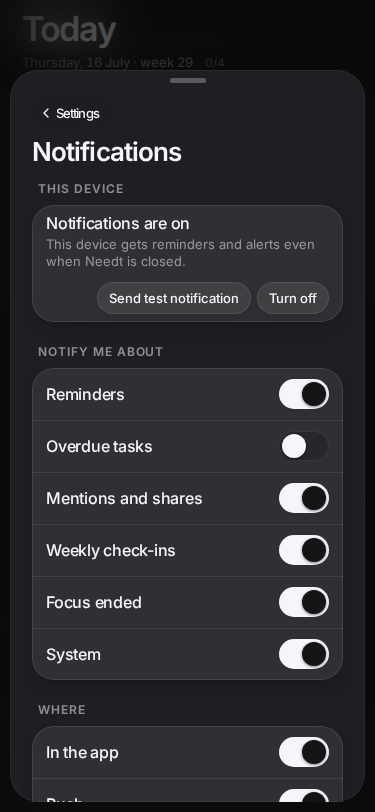 Today
Thursday, 16 July · week 29 0/4
Settings
Notifications
THIS DEVICE
Notifications are on
This device gets reminders and alerts even
when Needt is closed.
Send test notification Turn off
NOTIFY ME ABOUT
Reminders
Overdue tasks
Mentions and shares
Weekly check-ins
Focus ended
System
WHERE
In the app